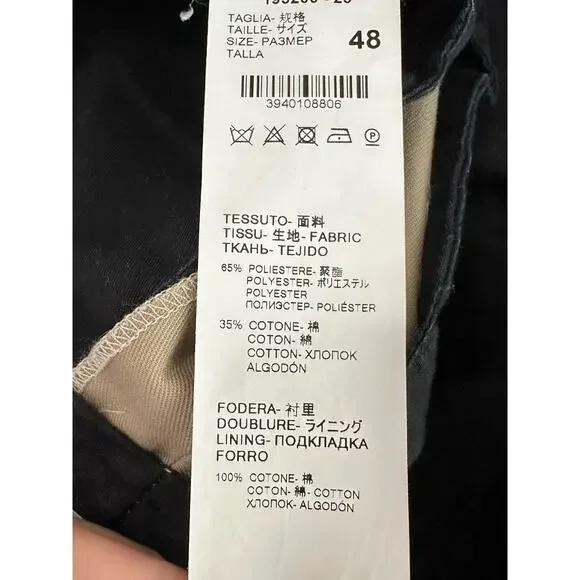 TAGLIA- 规格
TAILLE- サイズ
SIZE- РАЗМЕР 48
TALLA
3940108806
TESSUTO- 面料
TISSU- 生地- FABRIC
ТКАНЬ- TEJIDO
65% POLIESTERE- 聚酯
POLYESTER- ポリエステル
POLYESTER
ПОЛИЭСТЕР- POLIÉSTER
35% COTONE- 棉
COTON- 綿
COTTON- ХЛОПОК
ALGODÓN
FODERA- 衬里
DOUBLURE- ライニング
LINING- ПОДКЛАДКА
FORRO
100% COTONE- 棉
COTON- 綿- COTTON
ХЛОПОК- ALGODÓN